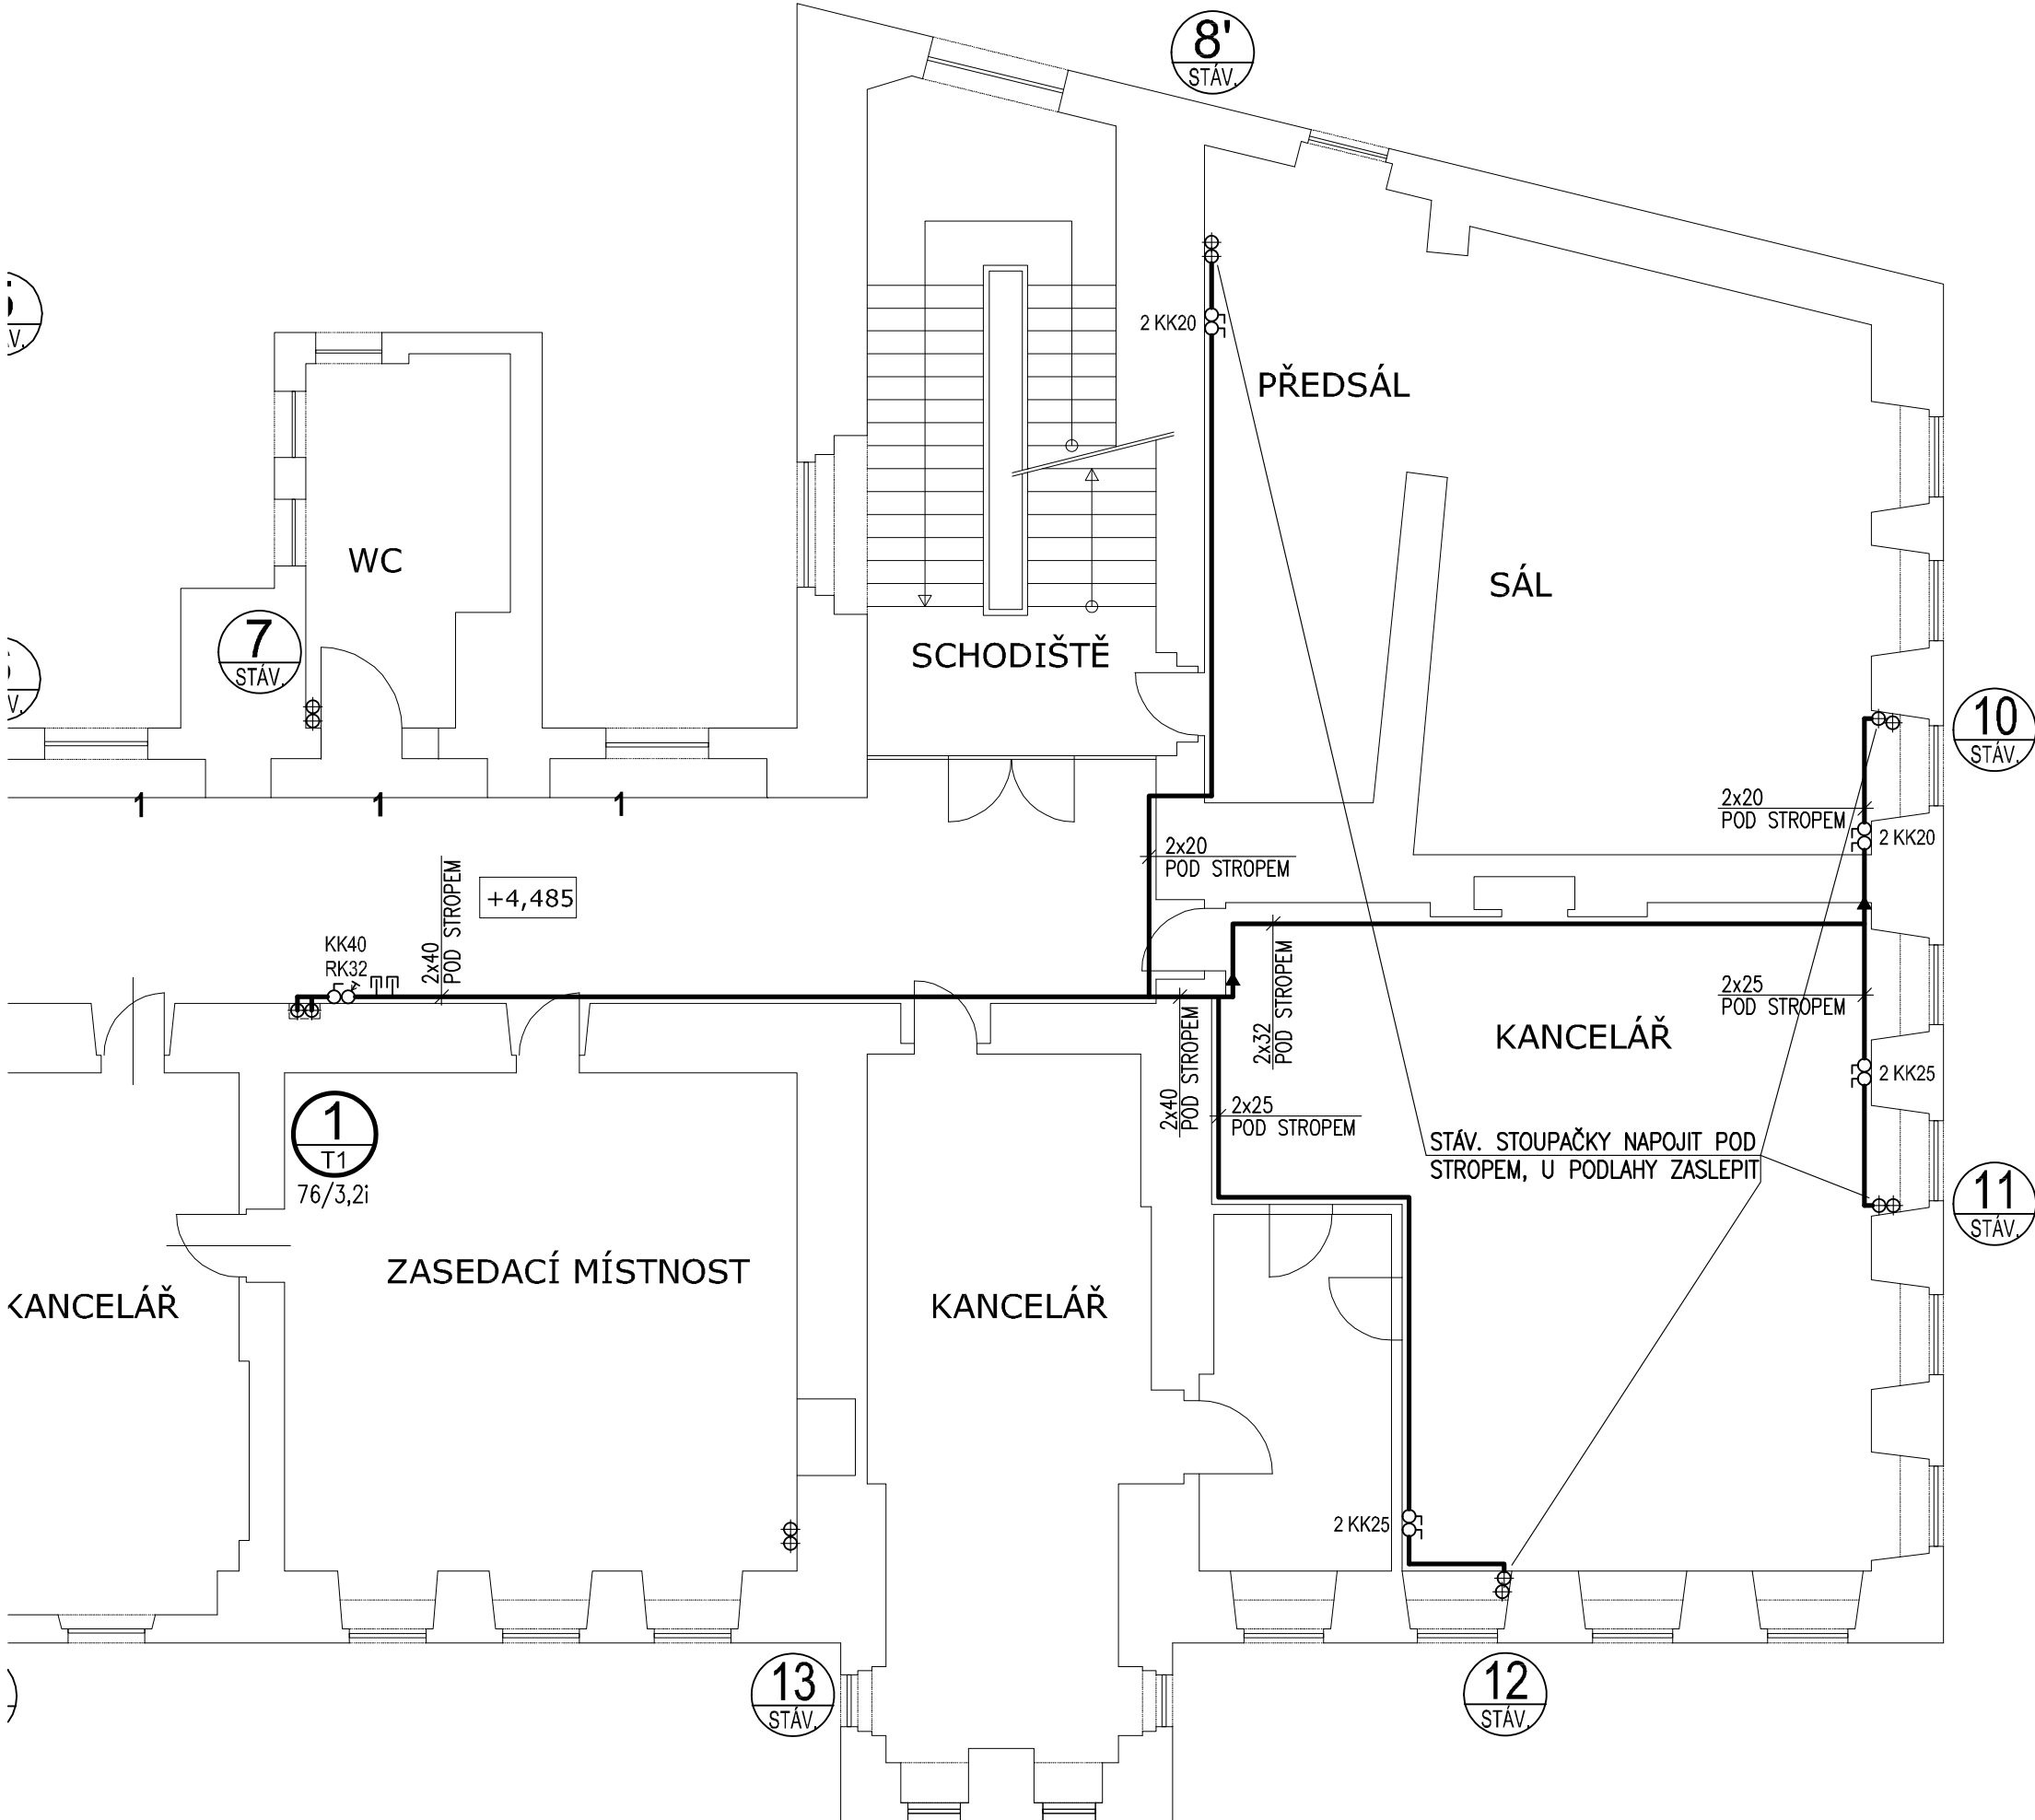 8'
STÁV.
2 KK20
PŘEDSÁL
WC
SÁL
7
STÁV.
SCHODIŠTĚ
10
STÁV.
1
1
1
2x20
POD STROPEM
2 KK20
2x20
POD STROPEM
2x40
POD STROPEM
+4,485
KK40
RK32
2x32
POD STROPEM
2x25
POD STROPEM
KANCELÁŘ
2x40
POD STROPEM
2x25
POD STROPEM
2 KK25
1
T1
76/3,2i
STÁV. STOUPAČKY NAPOJIT POD
STROPEM, U PODLAHY ZASLEPIT
11
STÁV.
ZASEDACÍ MÍSTNOST
KANCELÁŘ
KANCELÁŘ
2 KK25
13
STÁV.
12
STÁV.